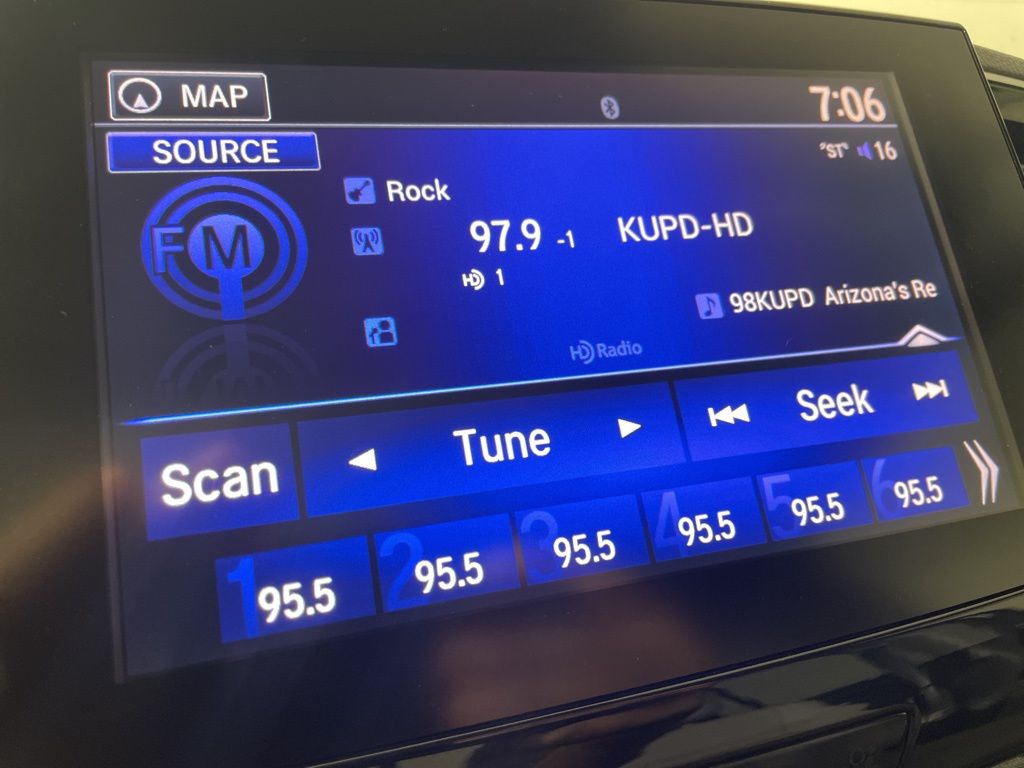 MAP
7:06
SOURCE
"ST" 16
FM
Rock
97.9 -1 KUPD-HD
HD 1
98KUPD Arizona's Re
HD Radio
Scan Tune Seek
1 95.5
2 95.5
3 95.5
4 95.5
5 95.5
6 95.5